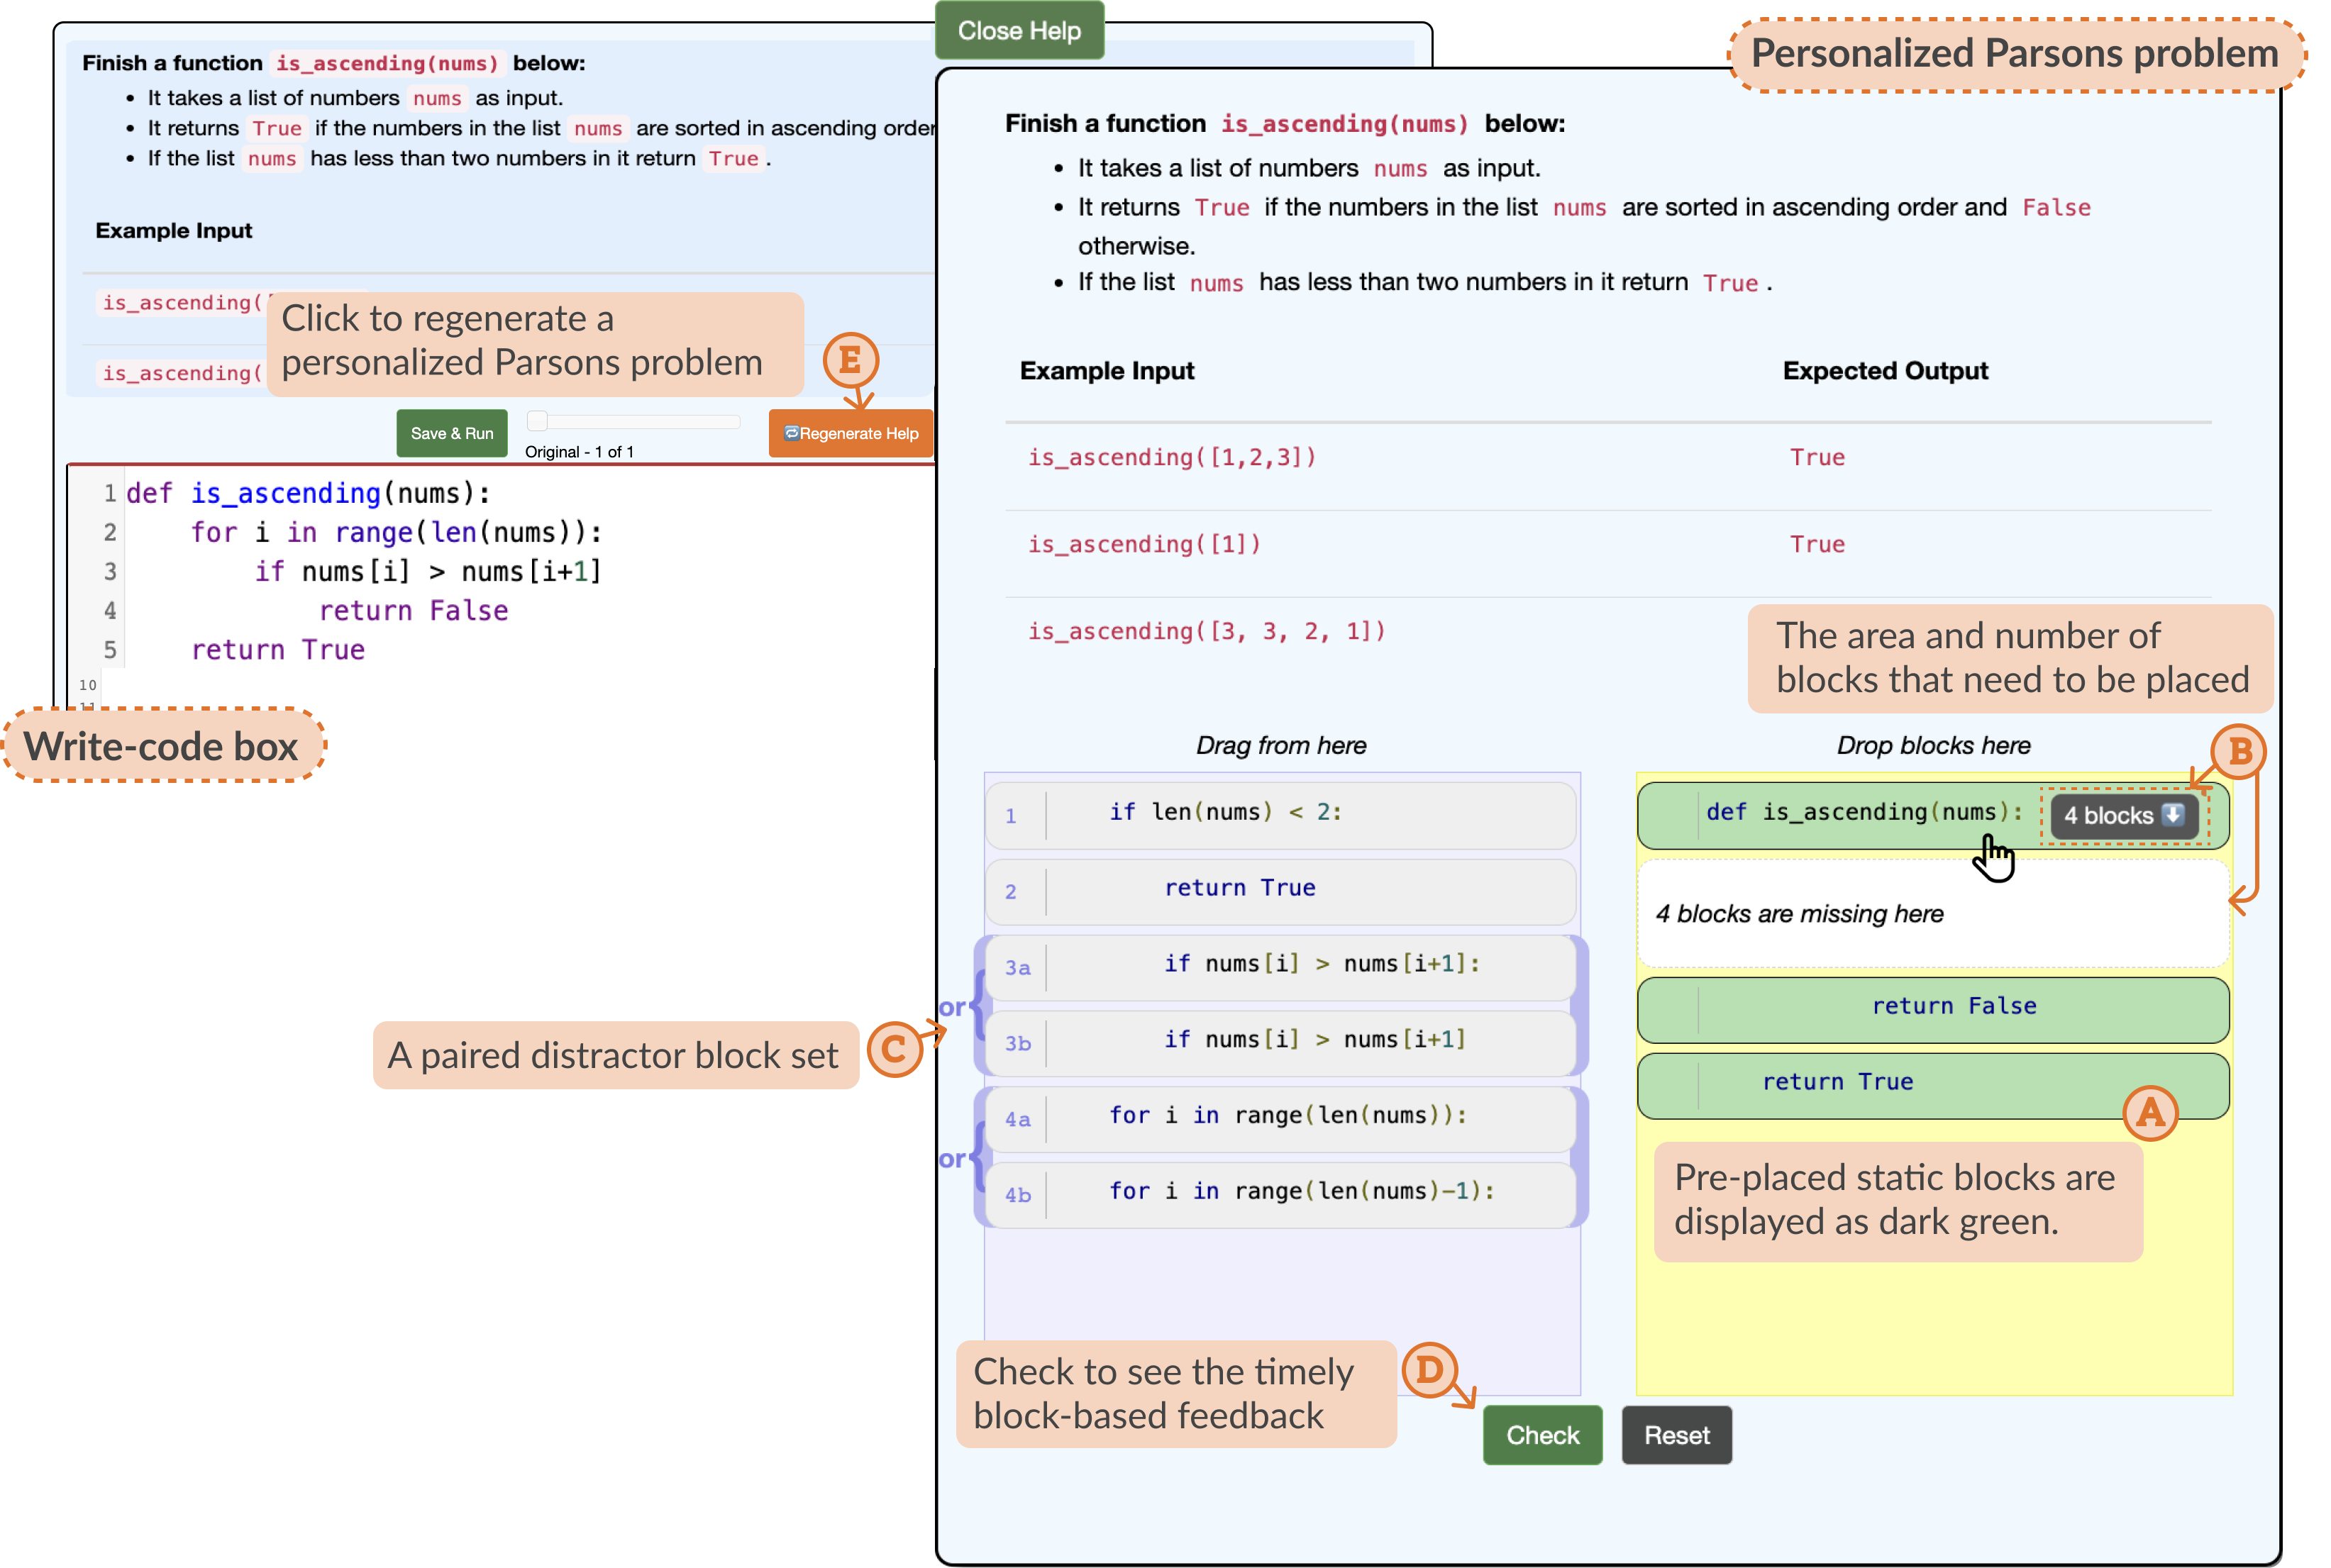 Close Help
Personalized Parsons problem
Finish a function is_ascending(nums) below:
• It takes a list of numbers nums as input.
• It returns True if the numbers in the list nums are sorted in ascending order
• If the list nums has less than two numbers in it return True.
Example Input
is_ascending([
is_ascending(
Click to regenerate a
personalized Parsons problem
E
Save & Run
Original - 1 of 1
Regenerate Help
1 def is_ascending(nums):
2     for i in range(len(nums)):
3         if nums[i] > nums[i+1]
4             return False
5     return True
10
11
Write-code box
Finish a function is_ascending(nums) below:
• It takes a list of numbers nums as input.
• It returns True if the numbers in the list nums are sorted in ascending order and False
otherwise.
• If the list nums has less than two numbers in it return True .
Example Input Expected Output
is_ascending([1,2,3]) True
is_ascending([1]) True
is_ascending([3, 3, 2, 1])
The area and number of
blocks that need to be placed
B
Drag from here
1 if len(nums) < 2:
2 return True
or{
3a if nums[i] > nums[i+1]:
3b if nums[i] > nums[i+1]
or{
4a for i in range(len(nums)):
4b for i in range(len(nums)-1):
Drop blocks here
def is_ascending(nums): 4 blocks ⬇
4 blocks are missing here
return False
return True
A
Pre-placed static blocks are
displayed as dark green.
A paired distractor block set
C
Check to see the timely
block-based feedback
D
Check
Reset